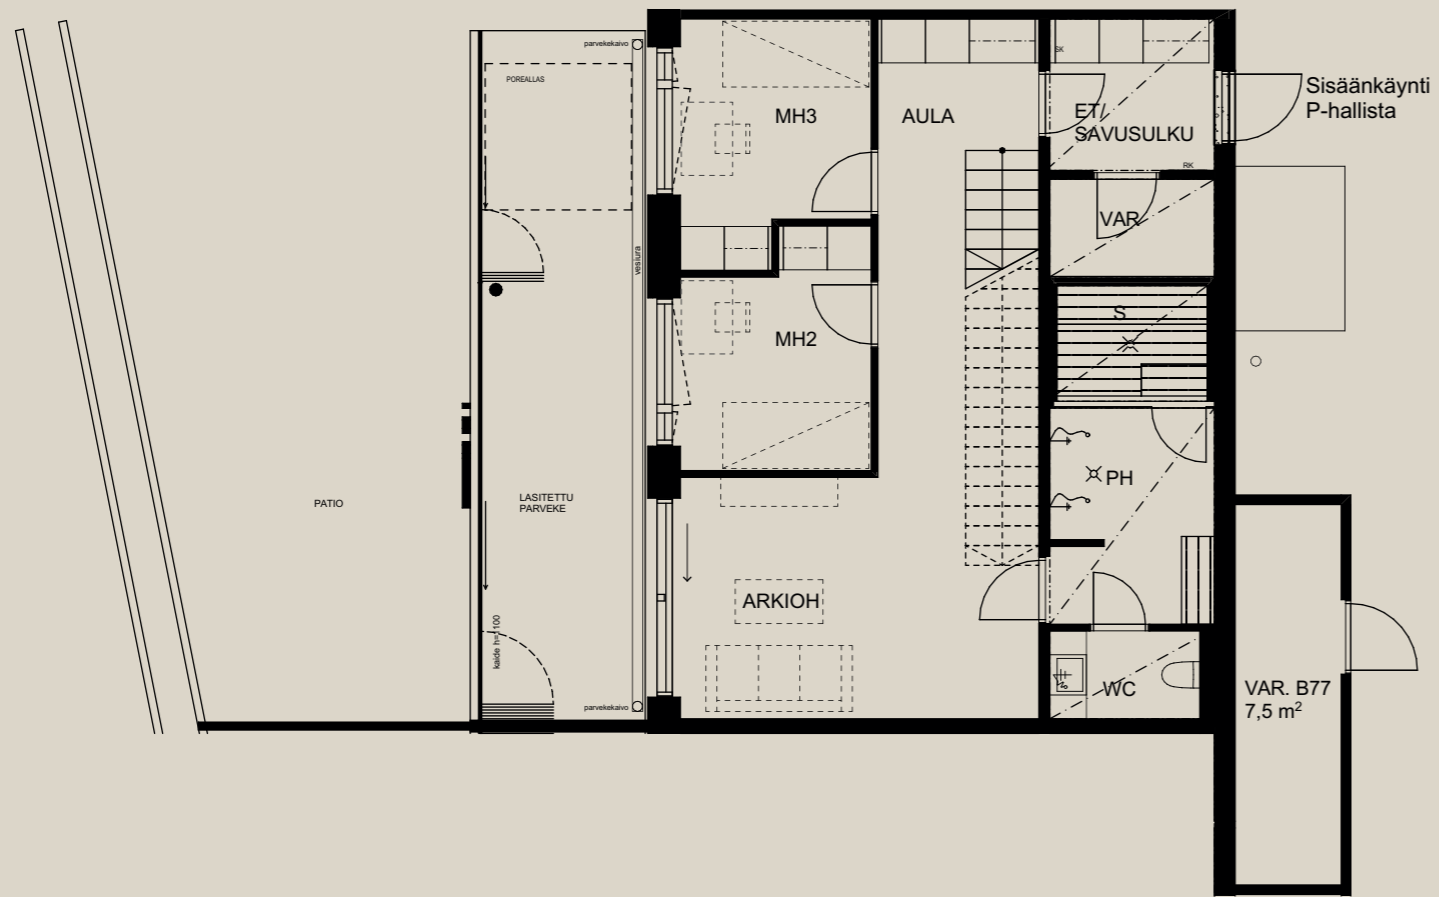 parvekekaivo
POREALLAS
MH3
AULA
SK
ET/
SAVUSULKU
RK
Sisäänkäynti
P-hallista
VAR
vesiura
MH2
S
PATIO
LASITETTU
PARVEKE
PH
ARKIOH
kaide h=1100
parvekekaivo
WC
VAR. B77
7,5 m²